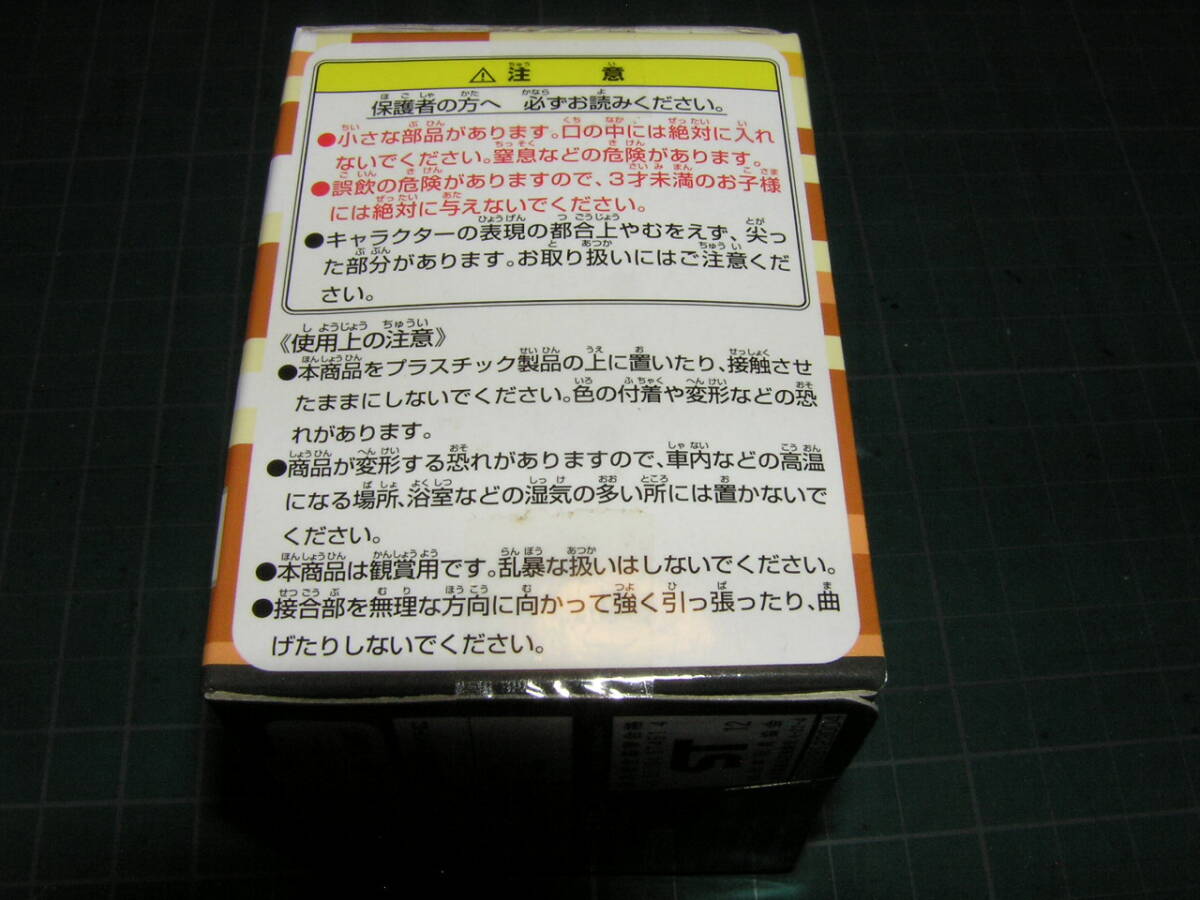 ⚠注意
保護者の方へ 必ずお読みください。
●小さな部品があります。口の中には絶対に入れ
ないでください。窒息などの危険があります。
●誤飲の危険がありますので、3才未満のお子様
には絶対に与えないでください。
●キャラクターの表現の都合上やむをえず、尖っ
た部分があります。お取り扱いにはご注意くだ
さい。
《使用上の注意》
●本商品をプラスチック製品の上に置いたり、接触させ
たままにしないでください。色の付着や変形などの恐
れがあります。
●商品が変形する恐れがありますので、車内などの高温
になる場所、浴室などの湿気の多い所には置かないで
ください。
●本商品は観賞用です。乱暴な扱いはしないでください。
●接合部を無理な方向に向かって強く引っ張ったり、曲
げたりしないでください。
ST